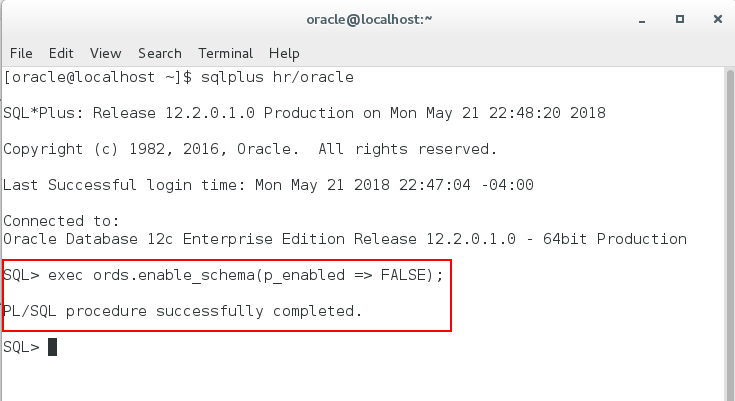 oracle@localhost:~
File Edit View Search Terminal Help
[oracle@localhost ~]$ sqlplus hr/oracle
SQL*Plus: Release 12.2.0.1.0 Production on Mon May 21 22:48:20 2018
Copyright (c) 1982, 2016, Oracle.  All rights reserved.
Last Successful login time: Mon May 21 2018 22:47:04 -04:00
Connected to:
Oracle Database 12c Enterprise Edition Release 12.2.0.1.0 - 64bit Production
SQL> exec ords.enable_schema(p_enabled => FALSE);
PL/SQL procedure successfully completed.
SQL>